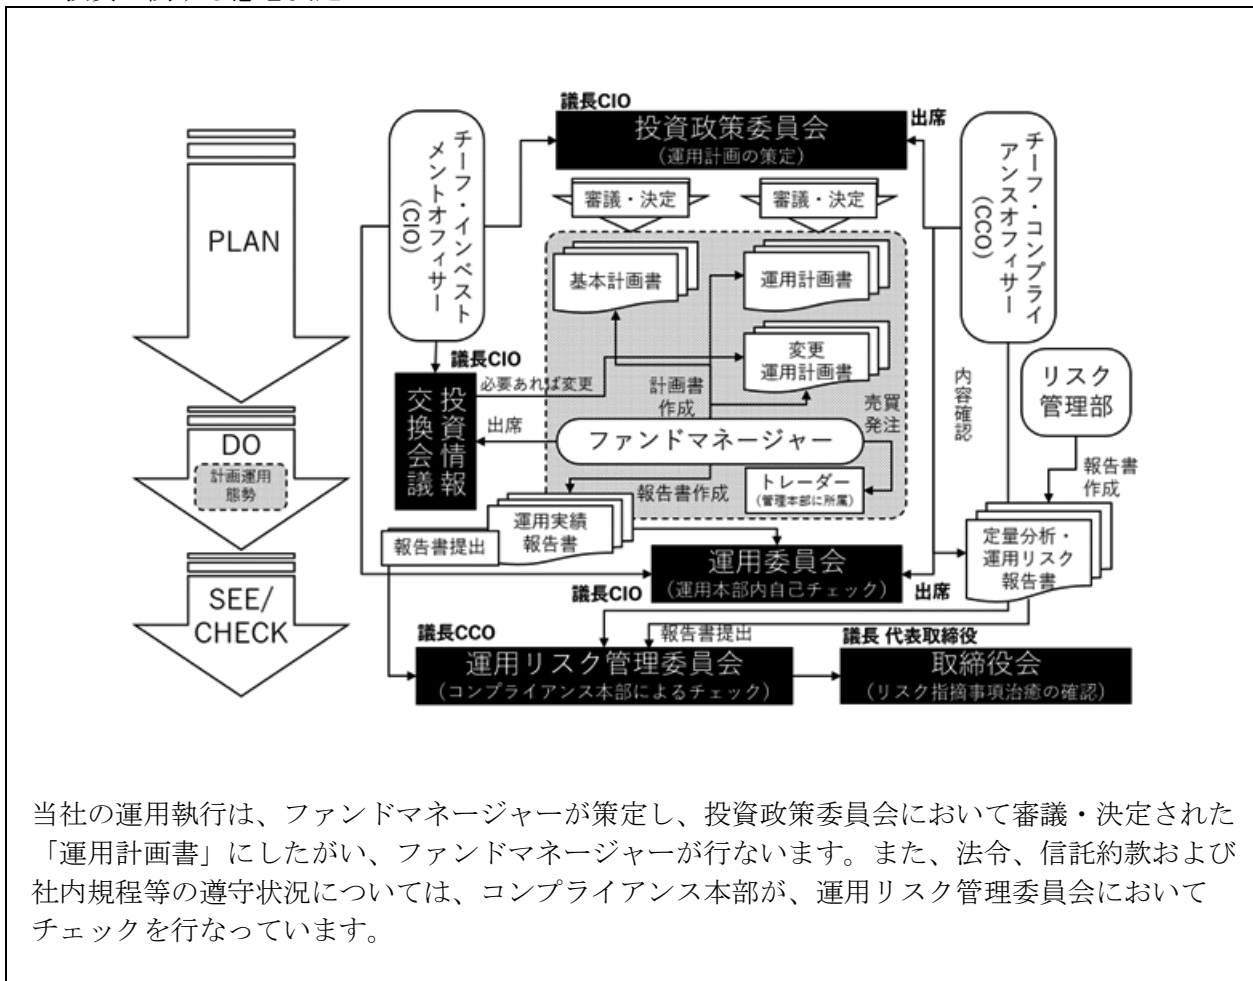 議長CIO
投資政策委員会
(運用計画の策定)
出席
チーフ・インベスト
メントオフィサー
(CIO)
チーフ・コンプライ
アンスオフィサー
(CCO)
審議・決定
審議・決定
PLAN
基本計画書
運用計画書
変更
運用計画書
議長CIO
必要あれば変更
計画書
作成
売買
発注
内容確認
リスク
管理部
投資情報
交換会議
出席
ファンドマネージャー
DO
計画運用
態勢
報告書作成
トレーダー
(管理本部に所属)
報告書
作成
運用実績
報告書
報告書提出
定量分析・
運用リスク
報告書
運用委員会
(運用本部内自己チェック)
議長CIO
出席
SEE/
CHECK
議長CCO
報告書提出
議長 代表取締役
運用リスク管理委員会
(コンプライアンス本部によるチェック)
取締役会
(リスク指摘事項治癒の確認)
当社の運用執行は、ファンドマネージャーが策定し、投資政策委員会において審議・決定された
「運用計画書」にしたがい、ファンドマネージャーが行ないます。また、法令、信託約款および
社内規程等の遵守状況については、コンプライアンス本部が、運用リスク管理委員会において
チェックを行なっています。